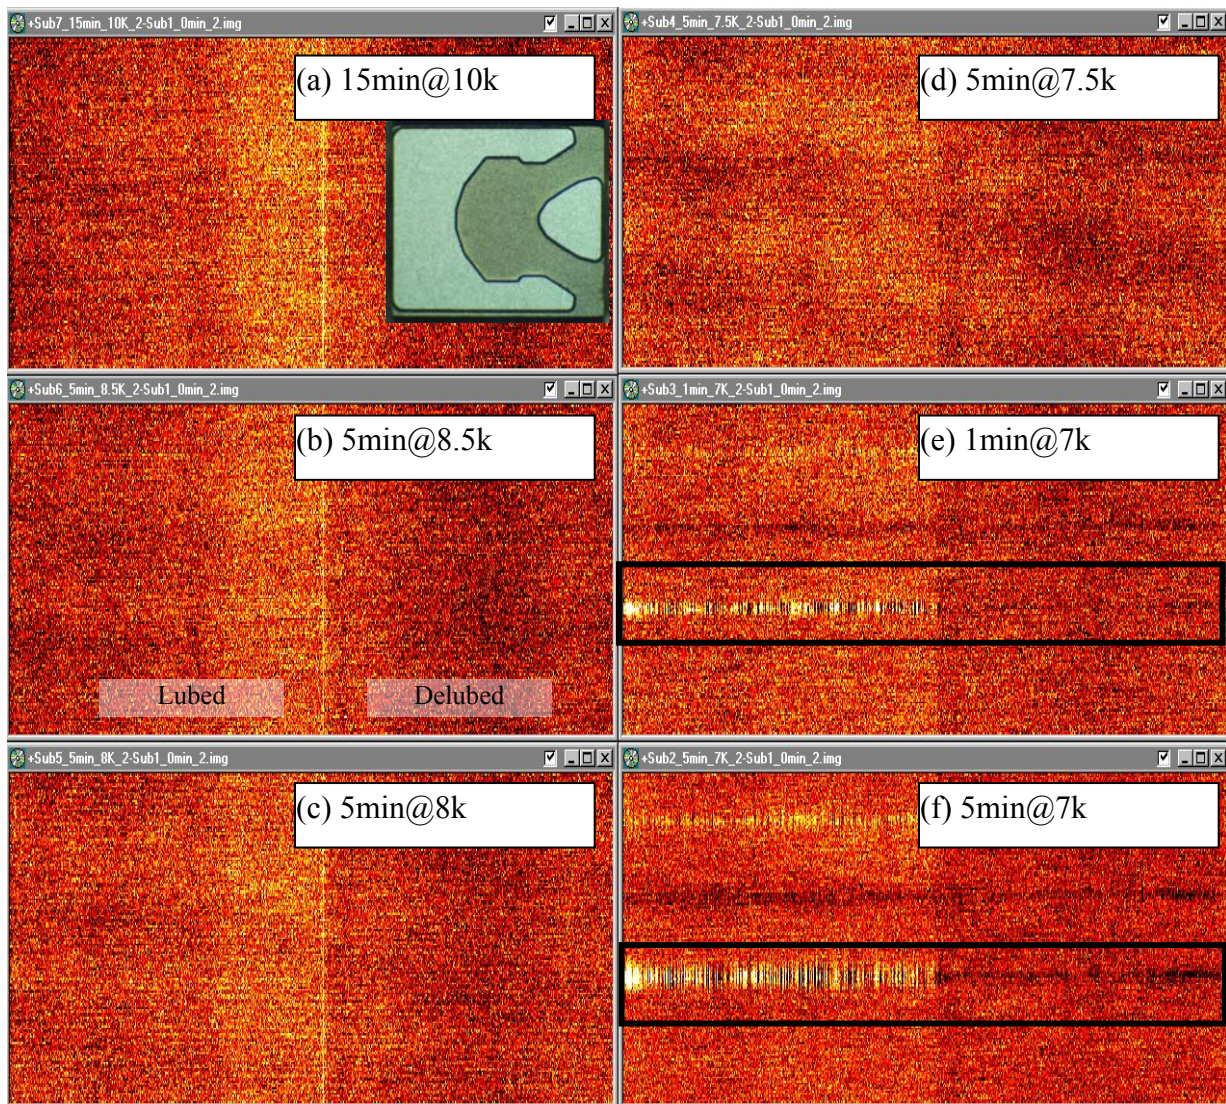 +Sub7_15min_10K_2-Sub1_0min_2.img
(a) 15min@10k
+Sub4_5min_7.5K_2-Sub1_0min_2.img
(d) 5min@7.5k
+Sub6_5min_8.5K_2-Sub1_0min_2.img
(b) 5min@8.5k
Lubed
Delubed
+Sub3_1min_7K_2-Sub1_0min_2.img
(e) 1min@7k
+Sub5_5min_8K_2-Sub1_0min_2.img
(c) 5min@8k
+Sub2_5min_7K_2-Sub1_0min_2.img
(f) 5min@7k